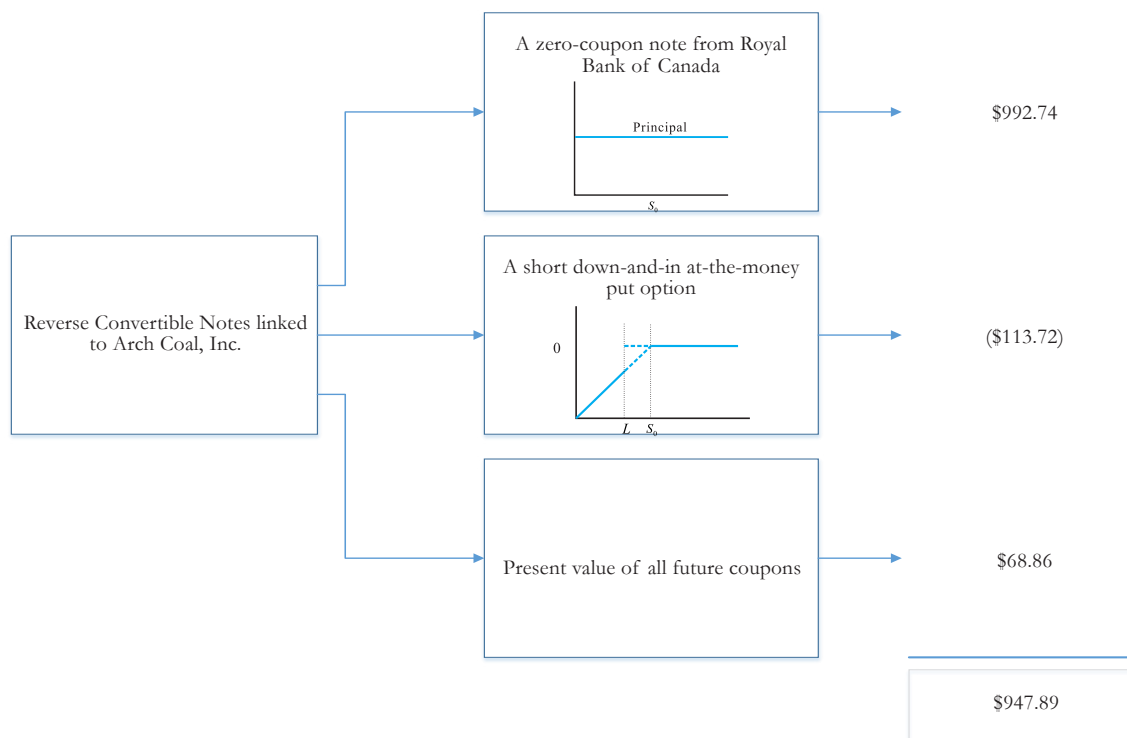 A zero-coupon note from Royal
Bank of Canada
Principal
S₀
$992.74
Reverse Convertible Notes linked
to Arch Coal, Inc.
A short down-and-in at-the-money
put option
0
L S₀
($113.72)
Present value of all future coupons
$68.86
$947.89